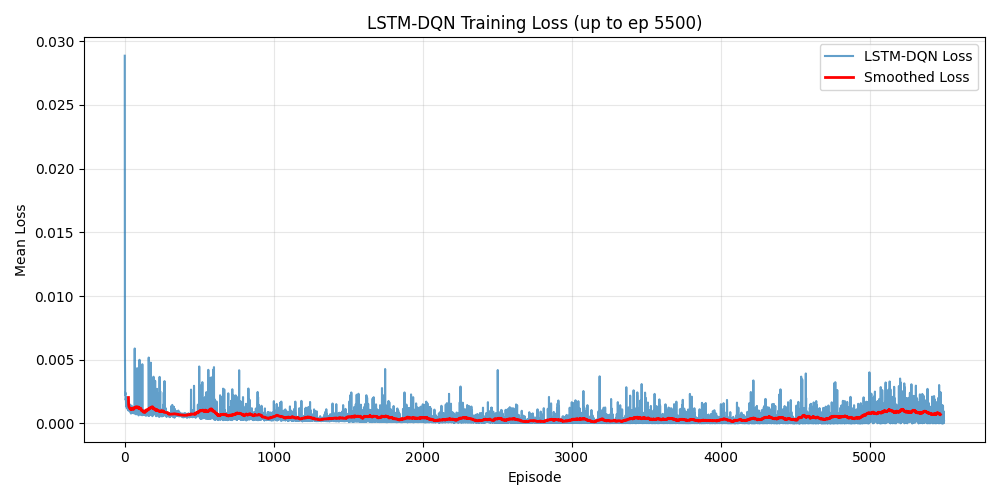 LSTM-DQN Training Loss (up to ep 5500)
0.030
0.025
0.020
0.015
0.010
0.005
0.000
Mean Loss
LSTM-DQN Loss
Smoothed Loss
0
1000
2000
3000
4000
5000
Episode